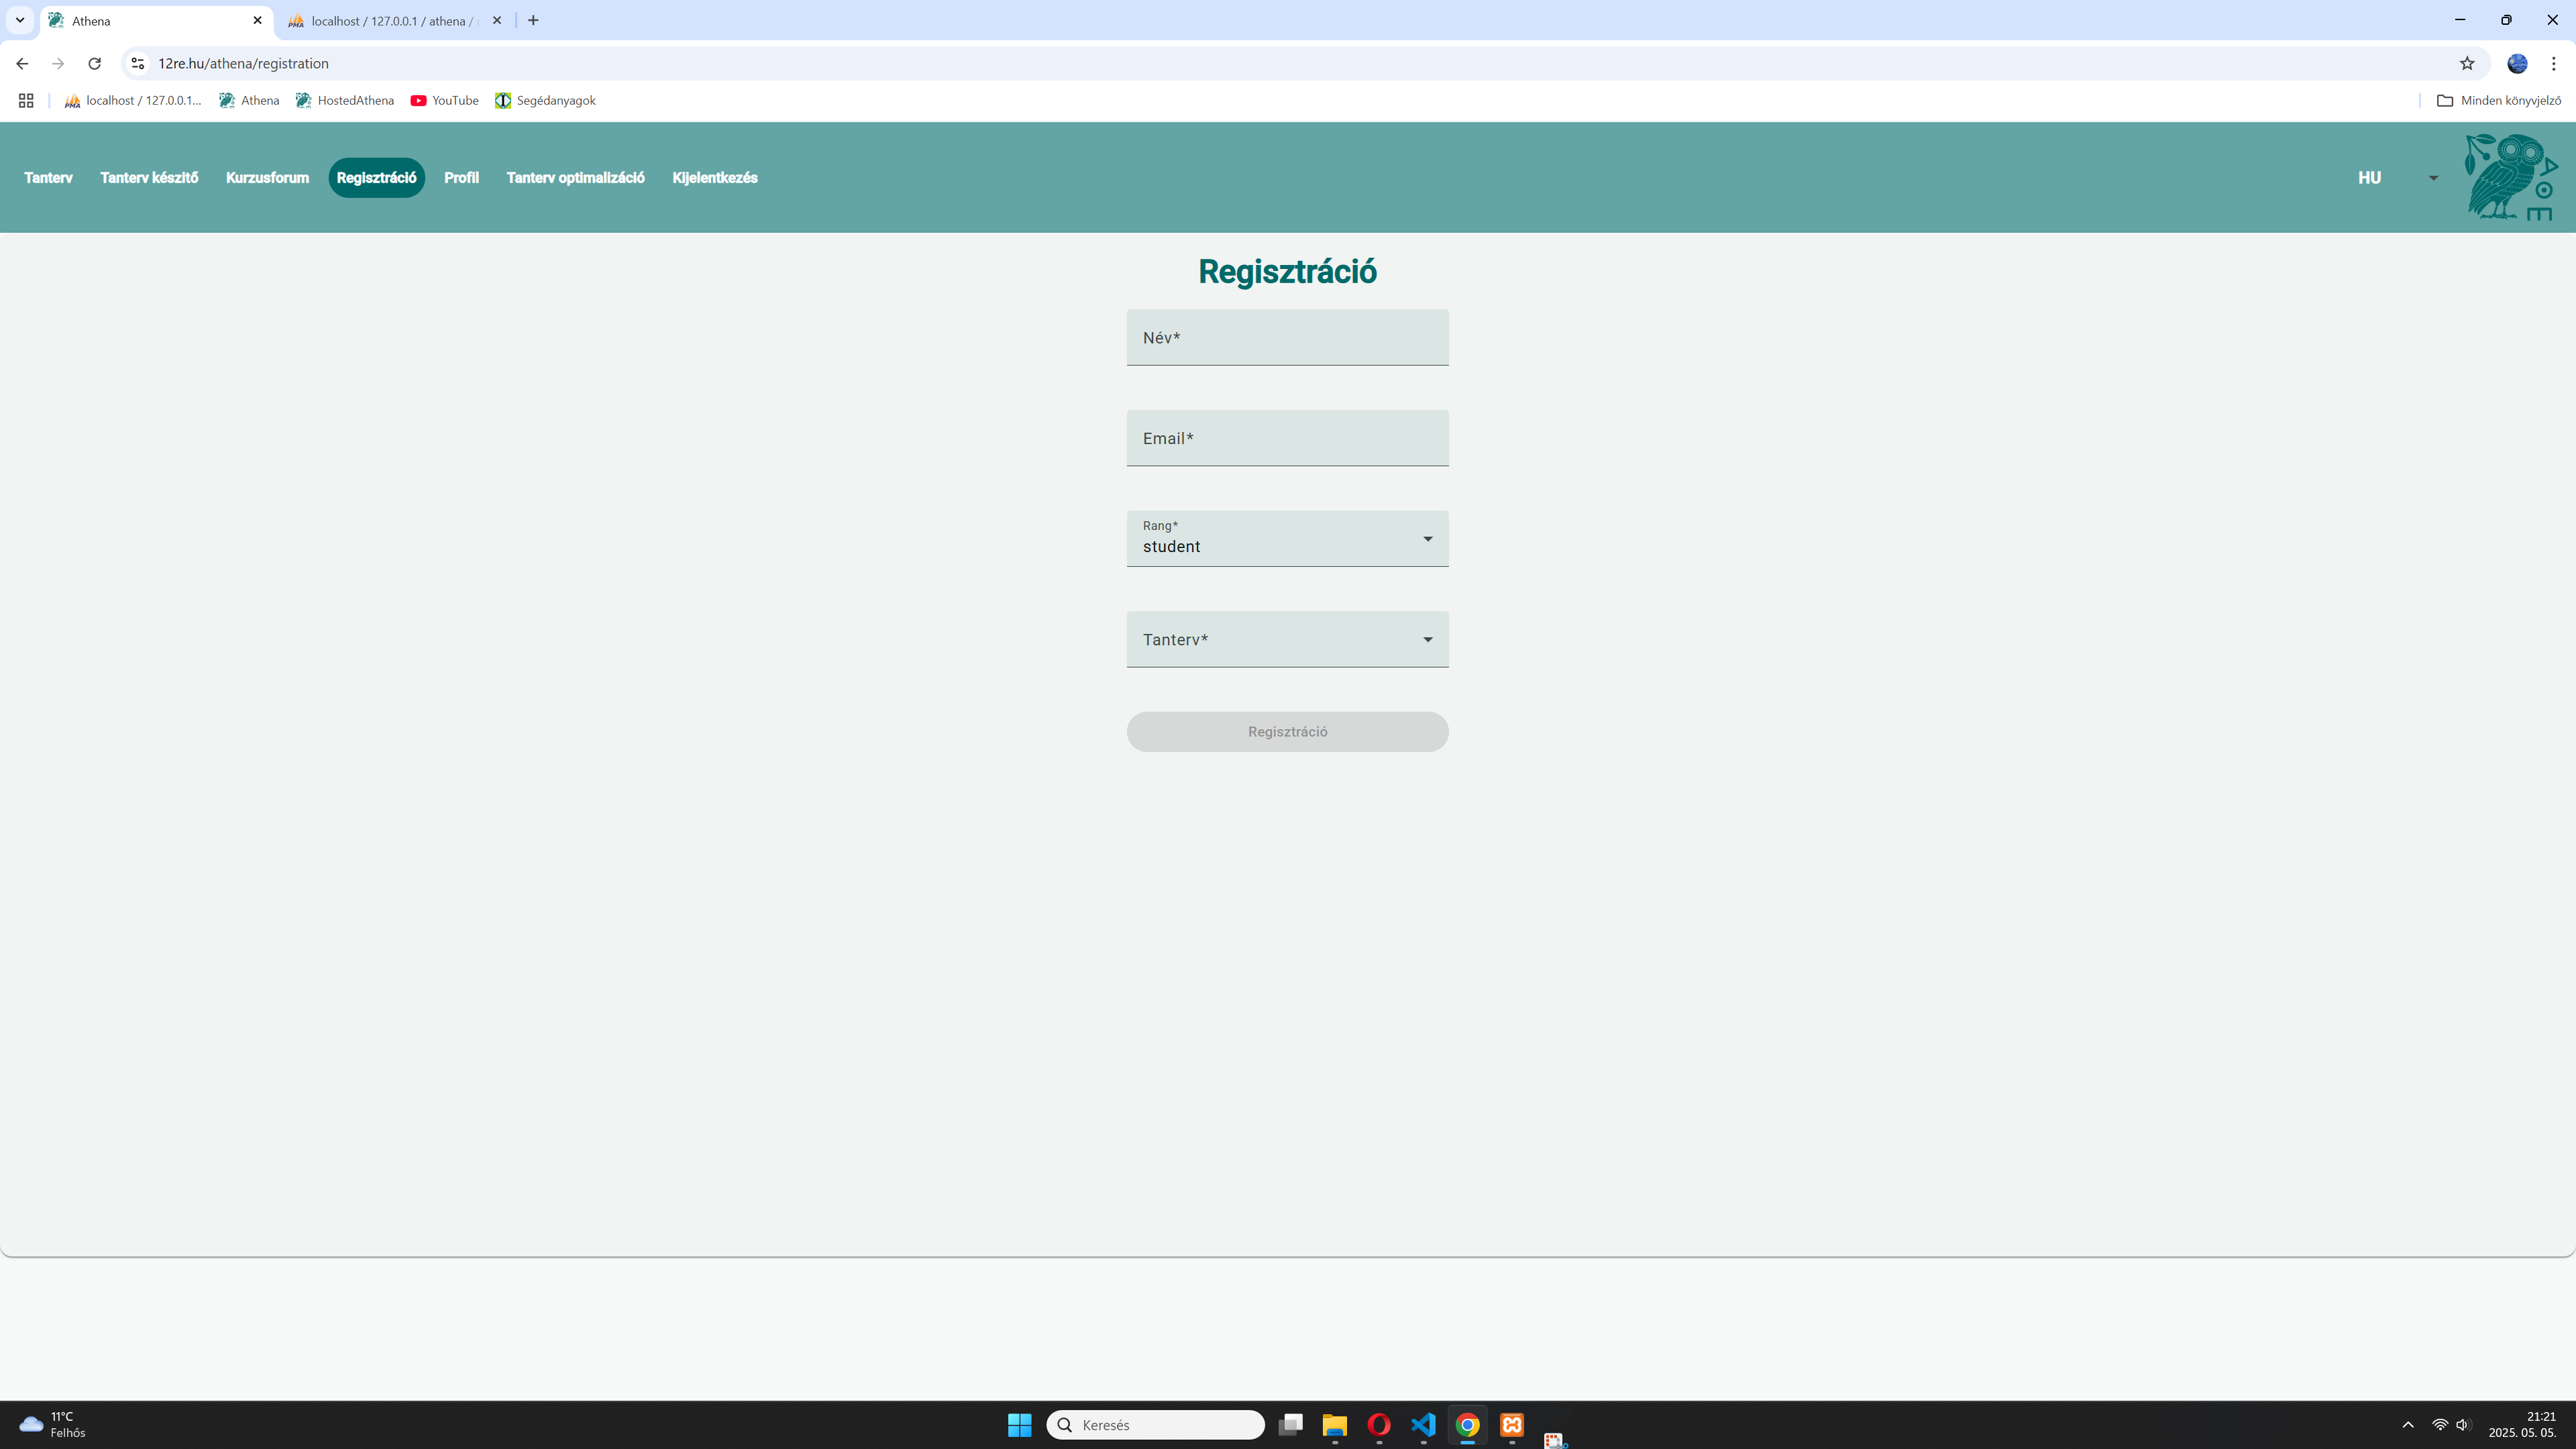 Athena
localhost / 127.0.0.1 / athena /
12re.hu/athena/registration
localhost / 127.0.0.1...
Athena
HostedAthena
YouTube
Segédanyagok
Minden könyvjelző
Tanterv
Tanterv készitő
Kurzusforum
Regisztráció
Profil
Tanterv optimalizáció
Kijelentkezés
HU
A
O
E
Regisztráció
Név*
Email*
Rang*
student
Tanterv*
Regisztráció
11°C
Felhős
Keresés
21:21
2025. 05. 05.